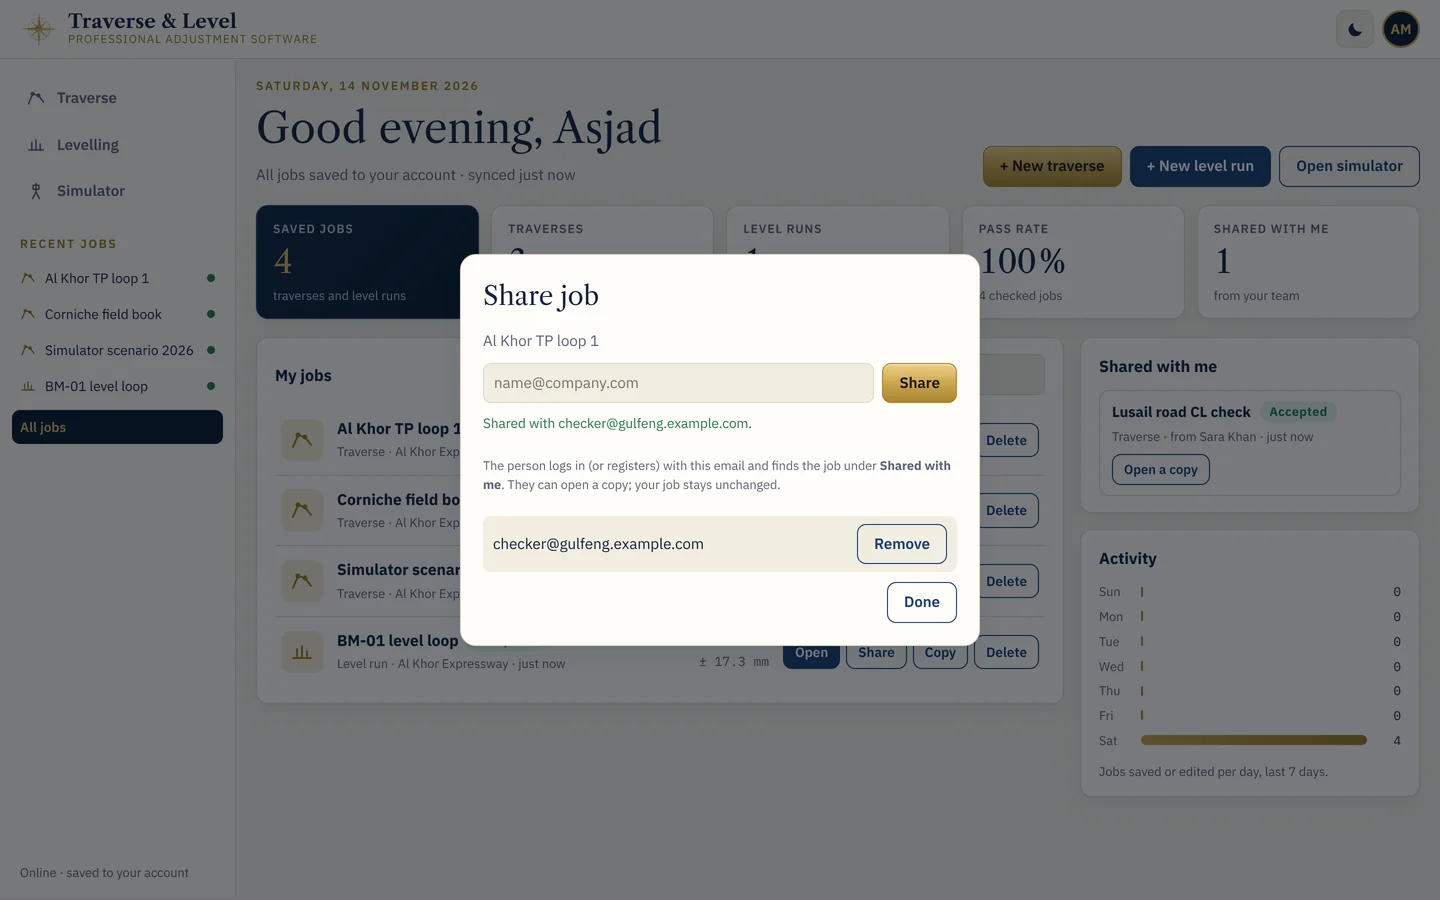 Traverse & Level
PROFESSIONAL ADJUSTMENT SOFTWARE
AM
Traverse
Levelling
Simulator
RECENT JOBS
Al Khor TP loop 1
Corniche field book
Simulator scenario 2026
BM-01 level loop
All jobs
Online · saved to your account
SATURDAY, 14 NOVEMBER 2026
Good evening, Asjad
All jobs saved to your account · synced just now
+ New traverse
+ New level run
Open simulator
SAVED JOBS
4
traverses and level runs
TRAVERSES
LEVEL RUNS
PASS RATE
100%
4 checked jobs
SHARED WITH ME
1
from your team
My jobs
Al Khor TP loop 1
Traverse · Al Khor
Delete
Corniche field
Traverse · Al Khor
Delete
Simulator
Traverse · Al Khor
Delete
BM-01 level loop
Level run · Al Khor Expressway · just now
± 17.3 mm
Open
Share
Copy
Delete
Share job
Al Khor TP loop 1
name@company.com
Share
Shared with checker@gulfeng.example.com.
The person logs in (or registers) with this email and finds the job under Shared with
me. They can open a copy; your job stays unchanged.
checker@gulfeng.example.com
Remove
Done
Shared with me
Lusail road CL check
Accepted
Traverse · from Sara Khan · just now
Open a copy
Activity
Sun 0
Mon 0
Tue 0
Wed 0
Thu 0
Fri 0
Sat 4
Jobs saved or edited per day, last 7 days.